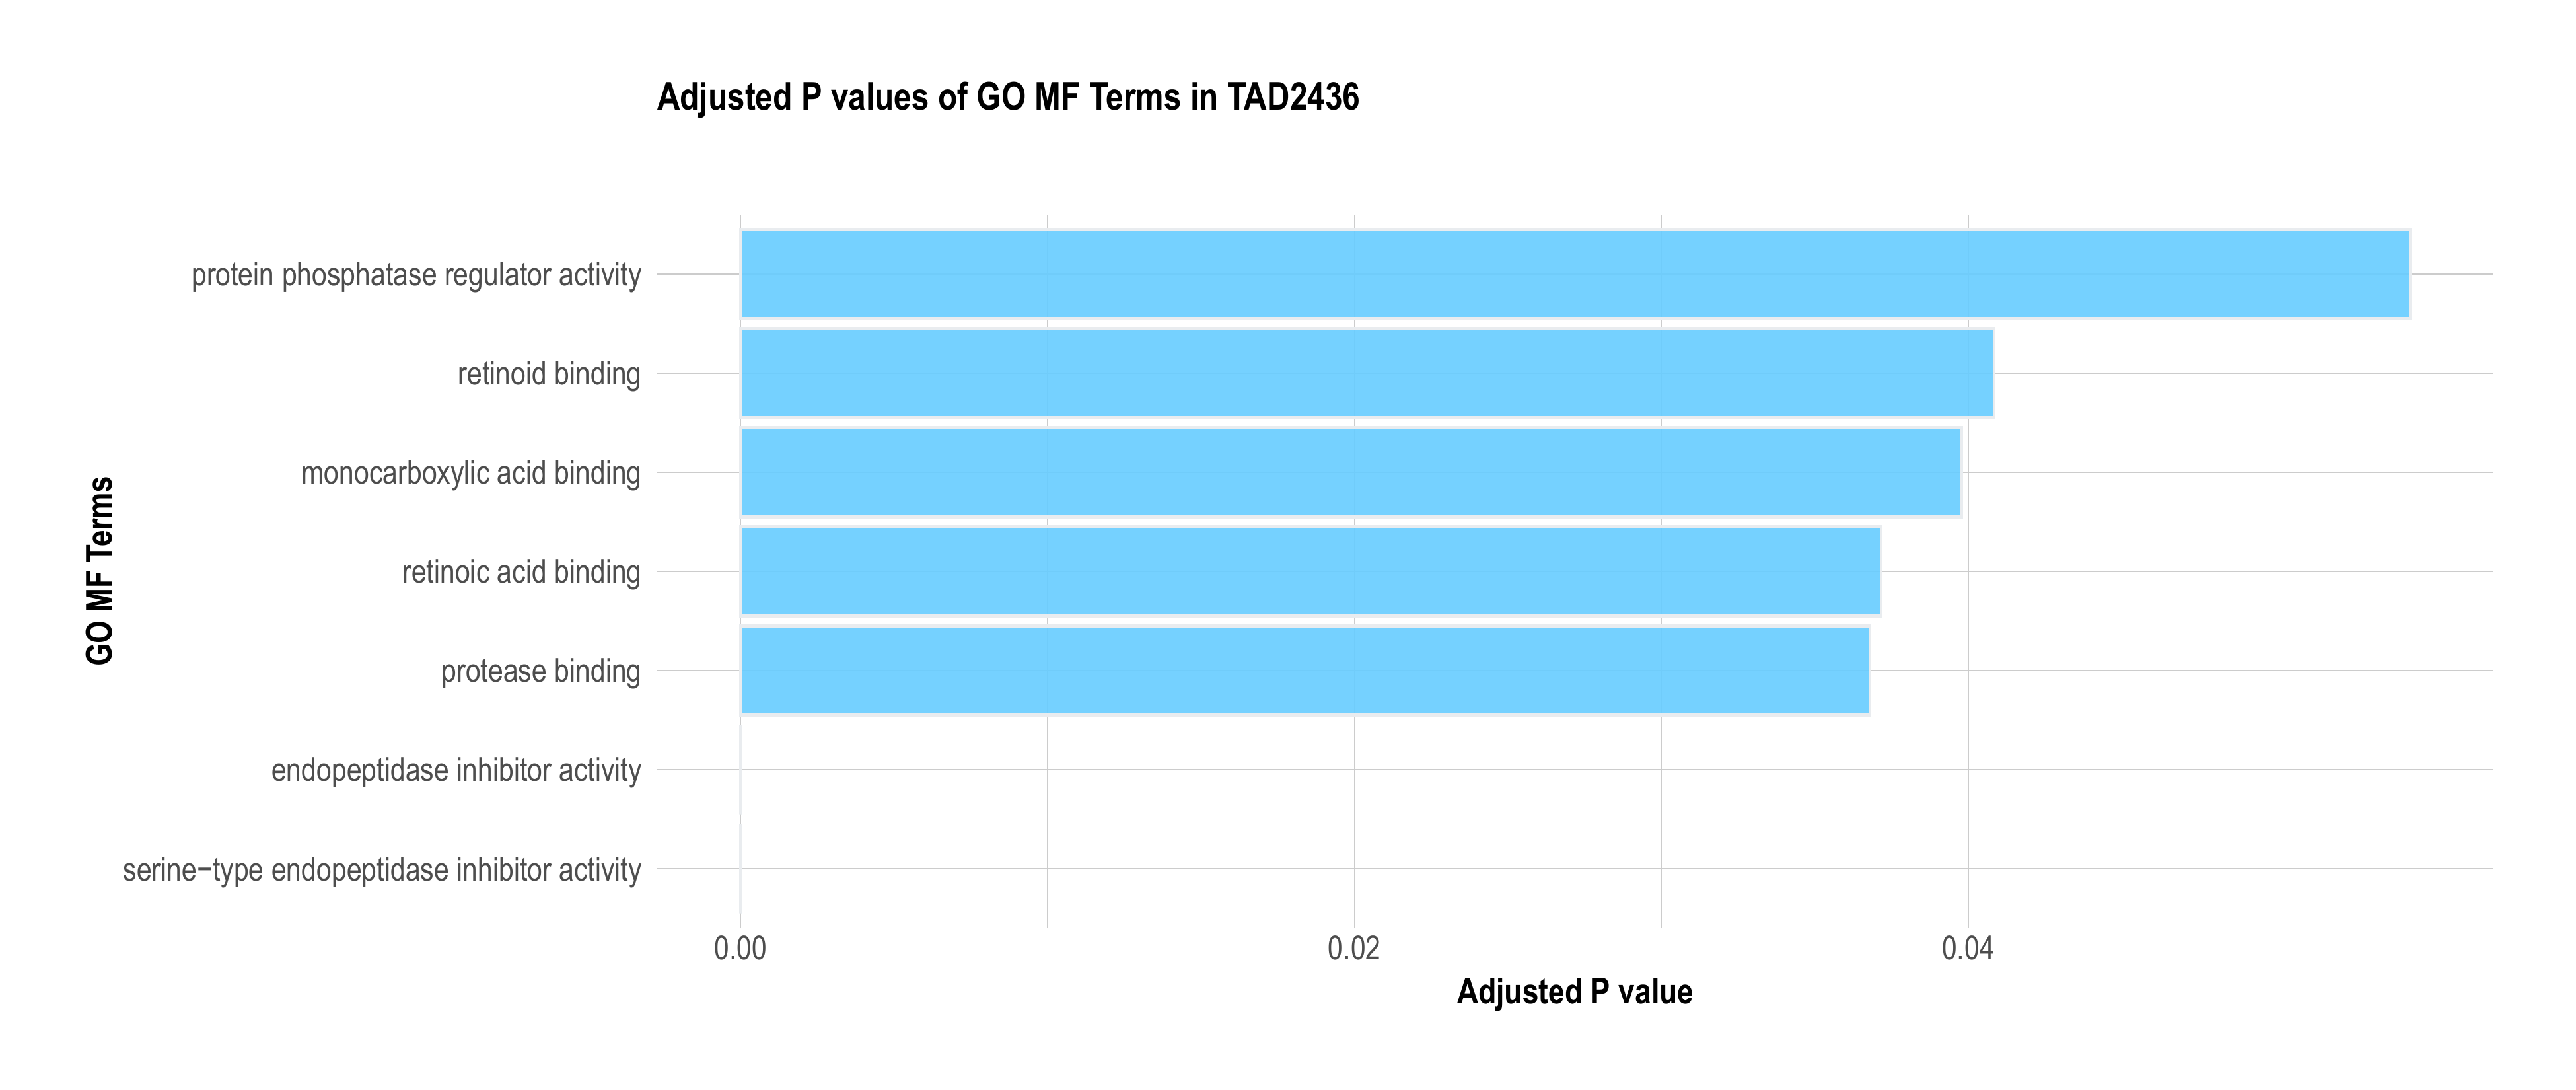 Adjusted P values of GO MF Terms in TAD2436
GO MF Terms
protein phosphatase regulator activity
retinoid binding
monocarboxylic acid binding
retinoic acid binding
protease binding
endopeptidase inhibitor activity
serine−type endopeptidase inhibitor activity
0.00
0.02
0.04
Adjusted P value